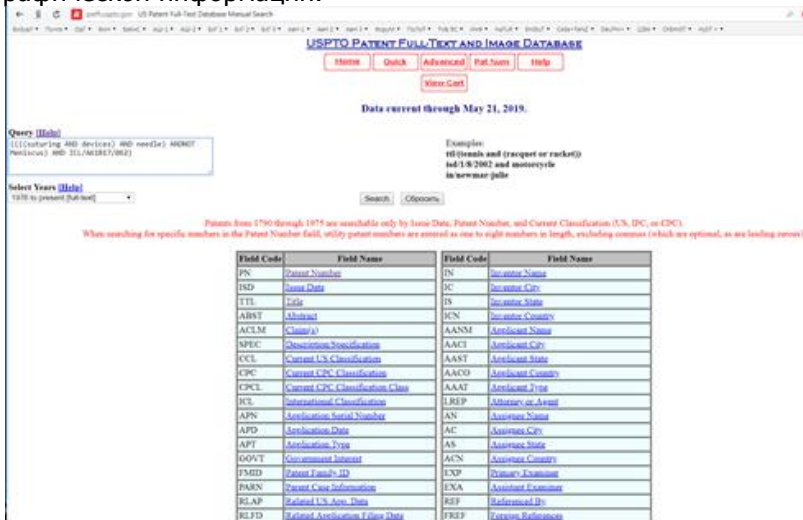 US Patent Full-Text Database Manual Search
USPTO PATENT FULL-TEXT AND IMAGE DATABASE
Home Quick Advanced Pat Num Help
View Cart
Data current through May 21, 2019.
Query [Help]
((((suturing AND devices) AND needle) ANDNOT
Meniscus) AND ICL/A61B17/062)
Examples:
ttl/(tennis and (racquet or racket))
isd/1/8/2002 and motorcycle
in/newmar-julie
Select Years [Help]
1976 to present [full-text]
Search Сбросить
Patents from 1790 through 1975 are searchable only by Issue Date, Patent Number, and Current Classification (US, IPC, or CPC).
When searching for specific numbers in the Patent Number field, utility patent numbers are entered as one to eight numbers in length, excluding commas (which are optional, as are leading zeroes)
Field Code Field Name Field Code Field Name
PN Patent Number IN Inventor Name
ISD Issue Date IC Inventor City
TTL Title IS Inventor State
ABST Abstract ICN Inventor Country
ACLM Claim(s) AANM Applicant Name
SPEC Description/Specification AACI Applicant City
CCL Current US Classification AAST Applicant State
CPC Current CPC Classification AACO Applicant Country
CPCL Current CPC Classification Class AAAT Applicant Type
ICL International Classification LREP Attorney or Agent
APN Application Serial Number AN Assignee Name
APD Application Date AC Assignee City
APT Application Type AS Assignee State
GOVT Government Interest ACN Assignee Country
FMID Patent Family ID EXP Primary Examiner
PARN Parent Case Information EXA Assistant Examiner
RLAP Related US App. Data REF Referenced By
RLFD Related Application Filing Date FREF Foreign References